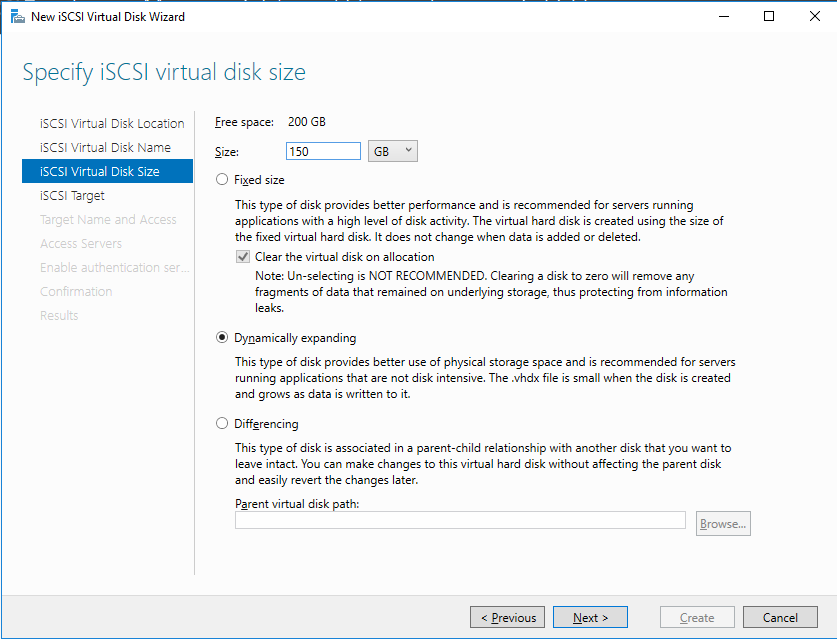 New iSCSI Virtual Disk Wizard
Specify iSCSI virtual disk size
iSCSI Virtual Disk Location
iSCSI Virtual Disk Name
iSCSI Virtual Disk Size
iSCSI Target
Target Name and Access
Access Servers
Enable authentication ser...
Confirmation
Results
Free space: 200 GB
Size: 150 GB
Fixed size
This type of disk provides better performance and is recommended for servers running
applications with a high level of disk activity. The virtual hard disk is created using the size of
the fixed virtual hard disk. It does not change when data is added or deleted.
Clear the virtual disk on allocation
Note: Un-selecting is NOT RECOMMENDED. Clearing a disk to zero will remove any
fragments of data that remained on underlying storage, thus protecting from information
leaks.
Dynamically expanding
This type of disk provides better use of physical storage space and is recommended for servers
running applications that are not disk intensive. The .vhdx file is small when the disk is created
and grows as data is written to it.
Differencing
This type of disk is associated in a parent-child relationship with another disk that you want to
leave intact. You can make changes to this virtual hard disk without affecting the parent disk
and easily revert the changes later.
Parent virtual disk path:
Browse...
< Previous Next > Create Cancel